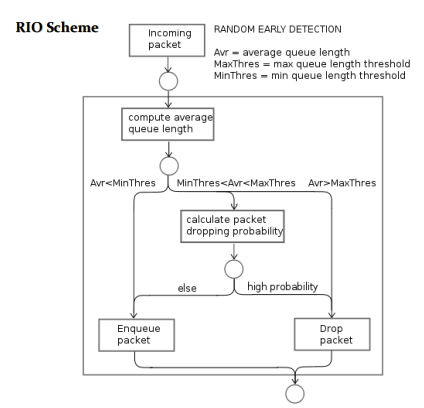 RIO Scheme
Incoming
packet
RANDOM EARLY DETECTION
Avr = average queue length
MaxThres = max queue length threshold
MinThres = min queue length threshold
compute average
queue length
Avr<MinThres
MinThres<Avr<MaxThres
Avr>MaxThres
calculate packet
dropping probability
else
high probability
Enqueue
packet
Drop
packet